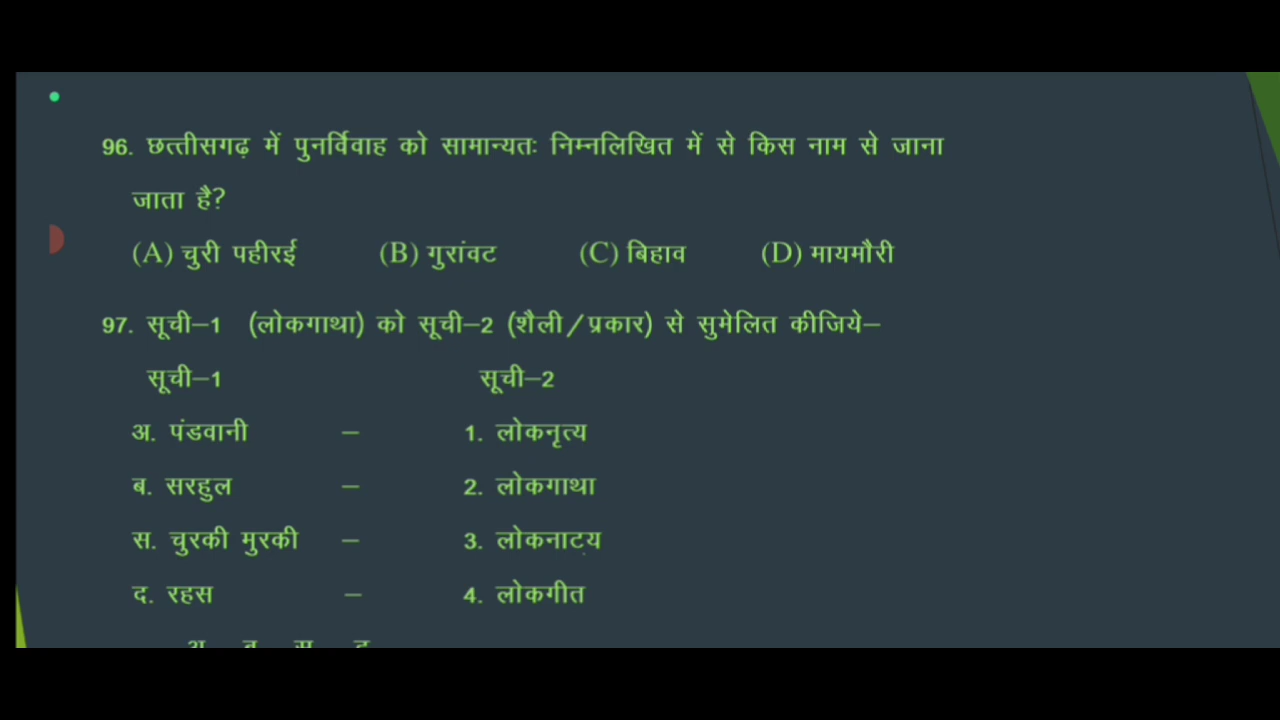 96. छत्तीसगढ़ में पुनर्विवाह को सामान्यतः निम्नलिखित में से किस नाम से जाना
जाता है?
(A) चुरी पहीरई (B) गुरांवट (C) बिहाव (D) मायमौरी
97. सूची–1 (लोकगाथा) को सूची–2 (शैली/प्रकार) से सुमेलित कीजिये–
सूची–1 सूची–2
अ. पंडवानी – 1. लोकनृत्य
ब. सरहुल – 2. लोकगाथा
स. चुरकी मुरकी – 3. लोकनाट्य
द. रहस – 4. लोकगीत